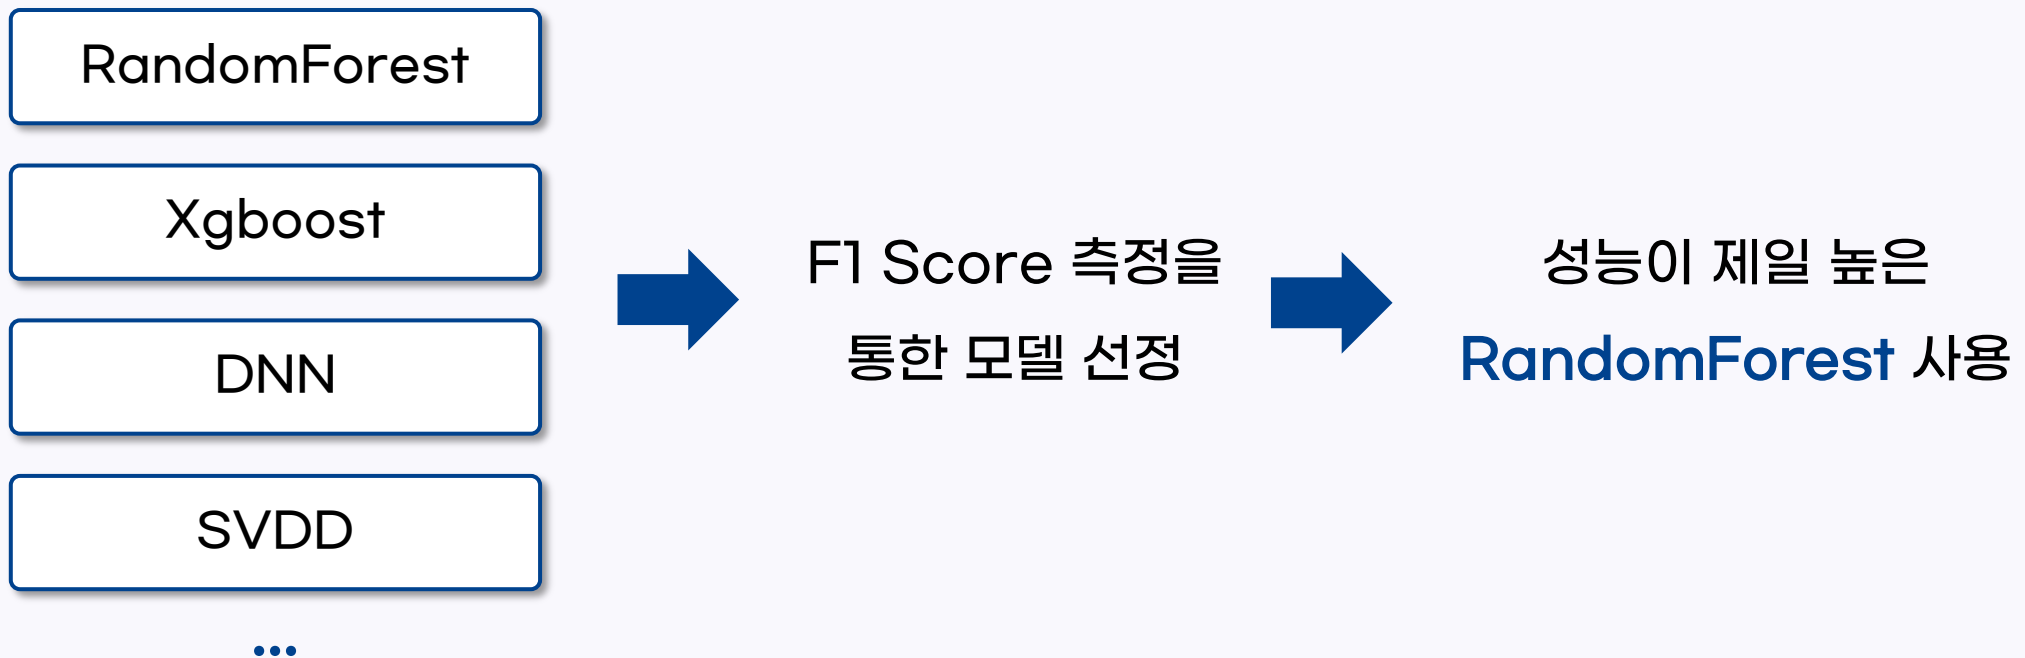 RandomForest
Xgboost
DNN
SVDD
...
F1 Score 측정을
통한 모델 선정
성능이 제일 높은
RandomForest 사용